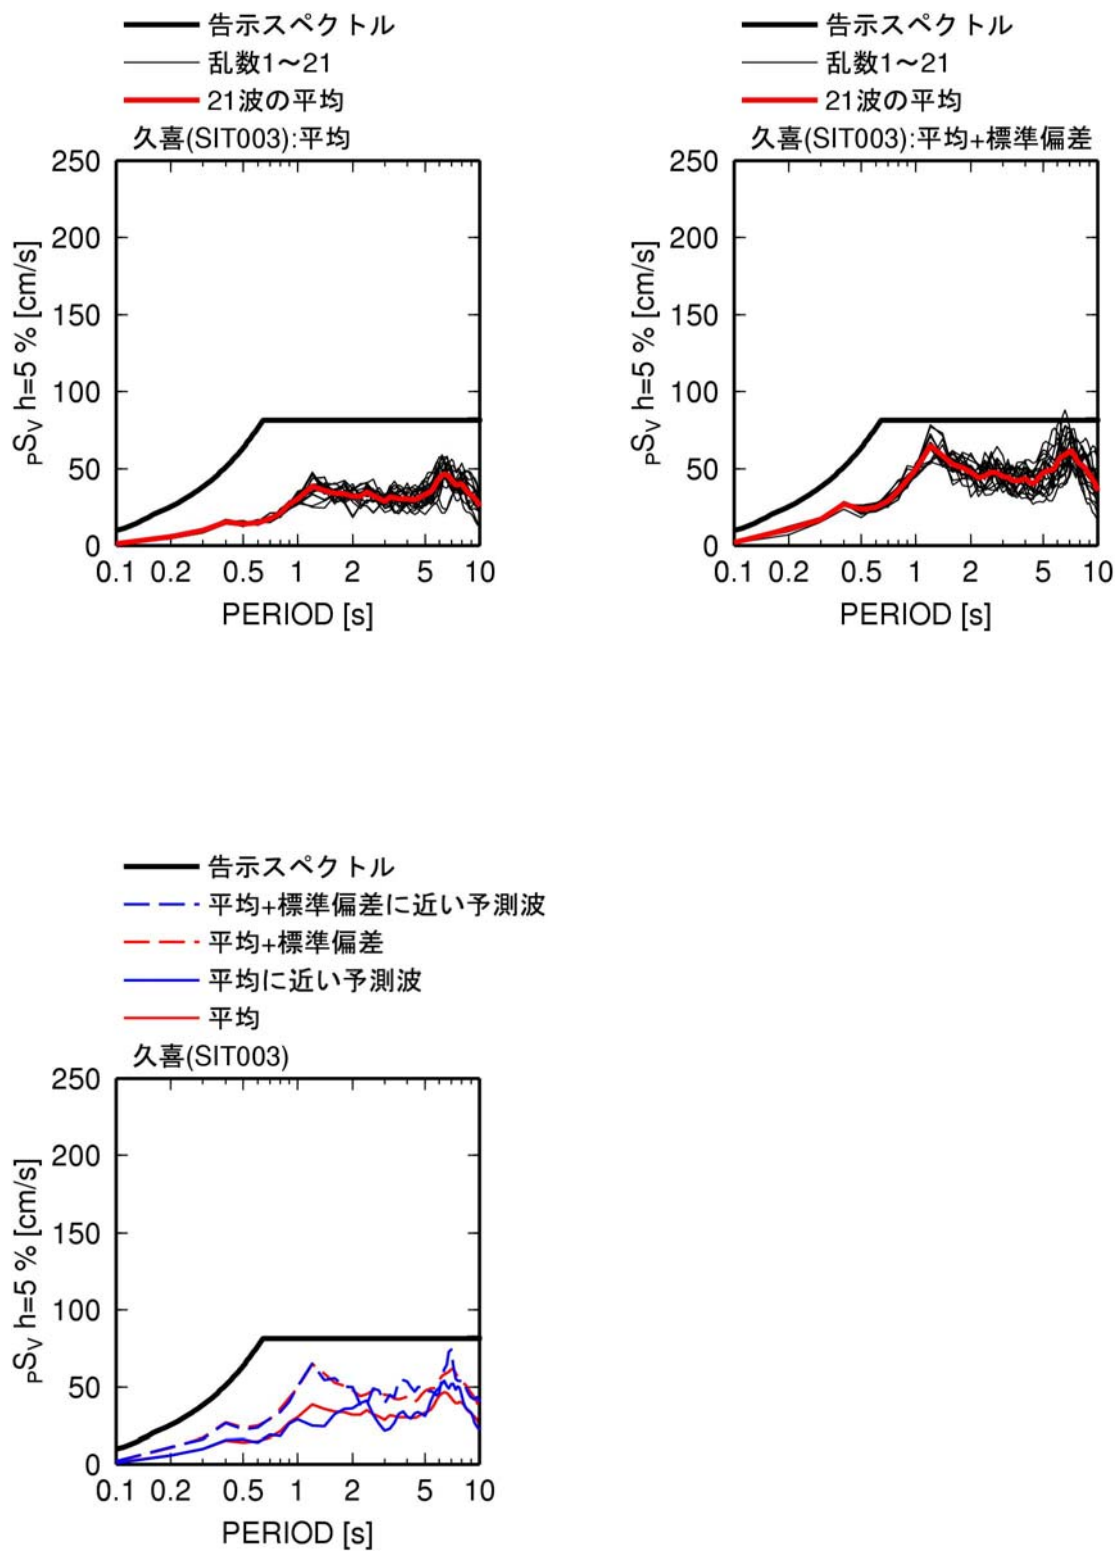 告示スペクトル
乱数1～21
21波の平均
久喜(SIT003):平均
250
200
150
100
50
0
PSV h=5 % [cm/s]
0.1 0.2 0.5 1 2 5 10
PERIOD [s]
告示スペクトル
乱数1～21
21波の平均
久喜(SIT003):平均+標準偏差
250
200
150
100
50
0
PSV h=5 % [cm/s]
0.1 0.2 0.5 1 2 5 10
PERIOD [s]
告示スペクトル
平均+標準偏差に近い予測波
平均+標準偏差
平均に近い予測波
平均
久喜(SIT003)
250
200
150
100
50
0
PSV h=5 % [cm/s]
0.1 0.2 0.5 1 2 5 10
PERIOD [s]